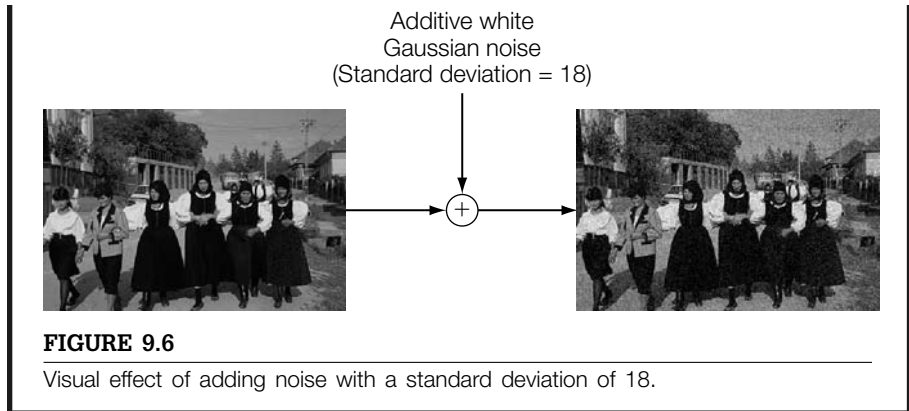 Additive white
Gaussian noise
(Standard deviation = 18)
+
FIGURE 9.6
Visual effect of adding noise with a standard deviation of 18.